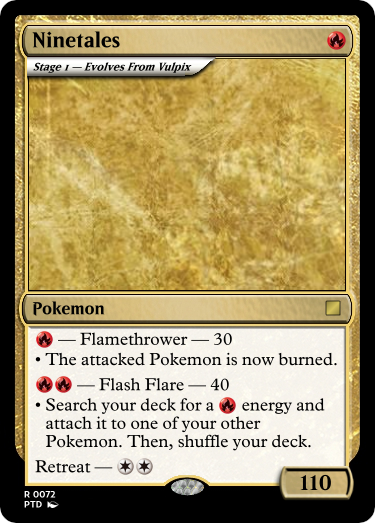 Ninetales
Stage 1 — Evolves From Vulpix
Pokemon
— Flamethrower — 30
• The attacked Pokemon is now burned.
— Flash Flare — 40
• Search your deck for a energy and
attach it to one of your other
Pokemon. Then, shuffle your deck.
Retreat —
110
R 0072
PTD